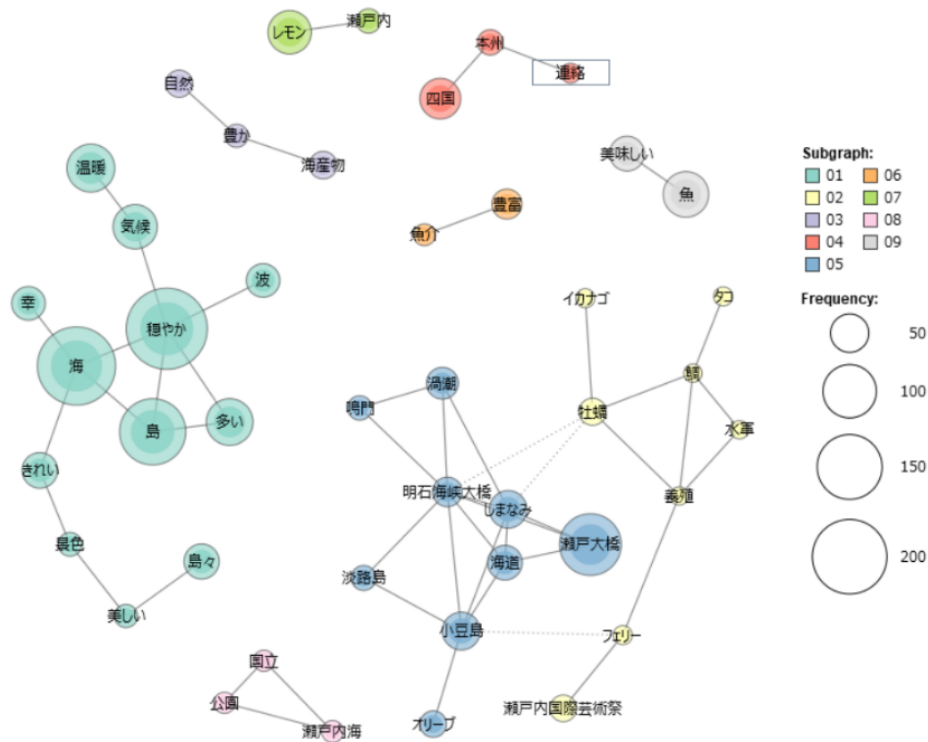 レモン
瀬戸内
本州
連絡
四国
自然
豊か
海産物
美味しい
魚
温暖
気候
豊富
魚介
波
幸
穏やか
海
島
多い
きれい
景色
島々
美しい
イカナゴ
タコ
鯛
牡蠣
水軍
養殖
渦潮
鳴門
明石海峡大橋
しまなみ
瀬戸大橋
海道
淡路島
小豆島
フェリー
オリーブ
瀬戸内国際芸術祭
国立
公園
瀬戸内海
Subgraph:
01 06
02 07
03 08
04 09
05
Frequency:
50
100
150
200